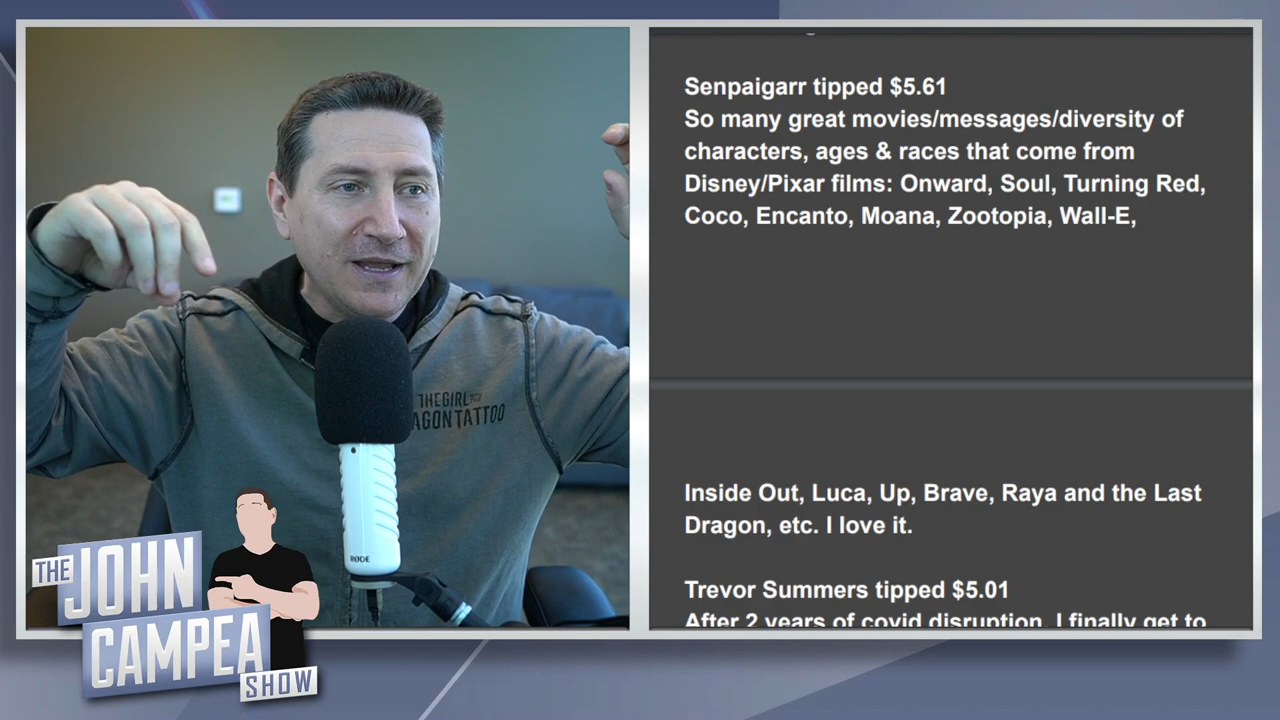 Senpaigarr tipped $5.61
So many great movies/messages/diversity of
characters, ages & races that come from
Disney/Pixar films: Onward, Soul, Turning Red,
Coco, Encanto, Moana, Zootopia, Wall-E,
Inside Out, Luca, Up, Brave, Raya and the Last
Dragon, etc. I love it.
Trevor Summers tipped $5.01
After 2 years of covid disruption, I finally get to
THE GIRL
TATTOO
RØDE
THE
JOHN
CAMPEA
SHOW